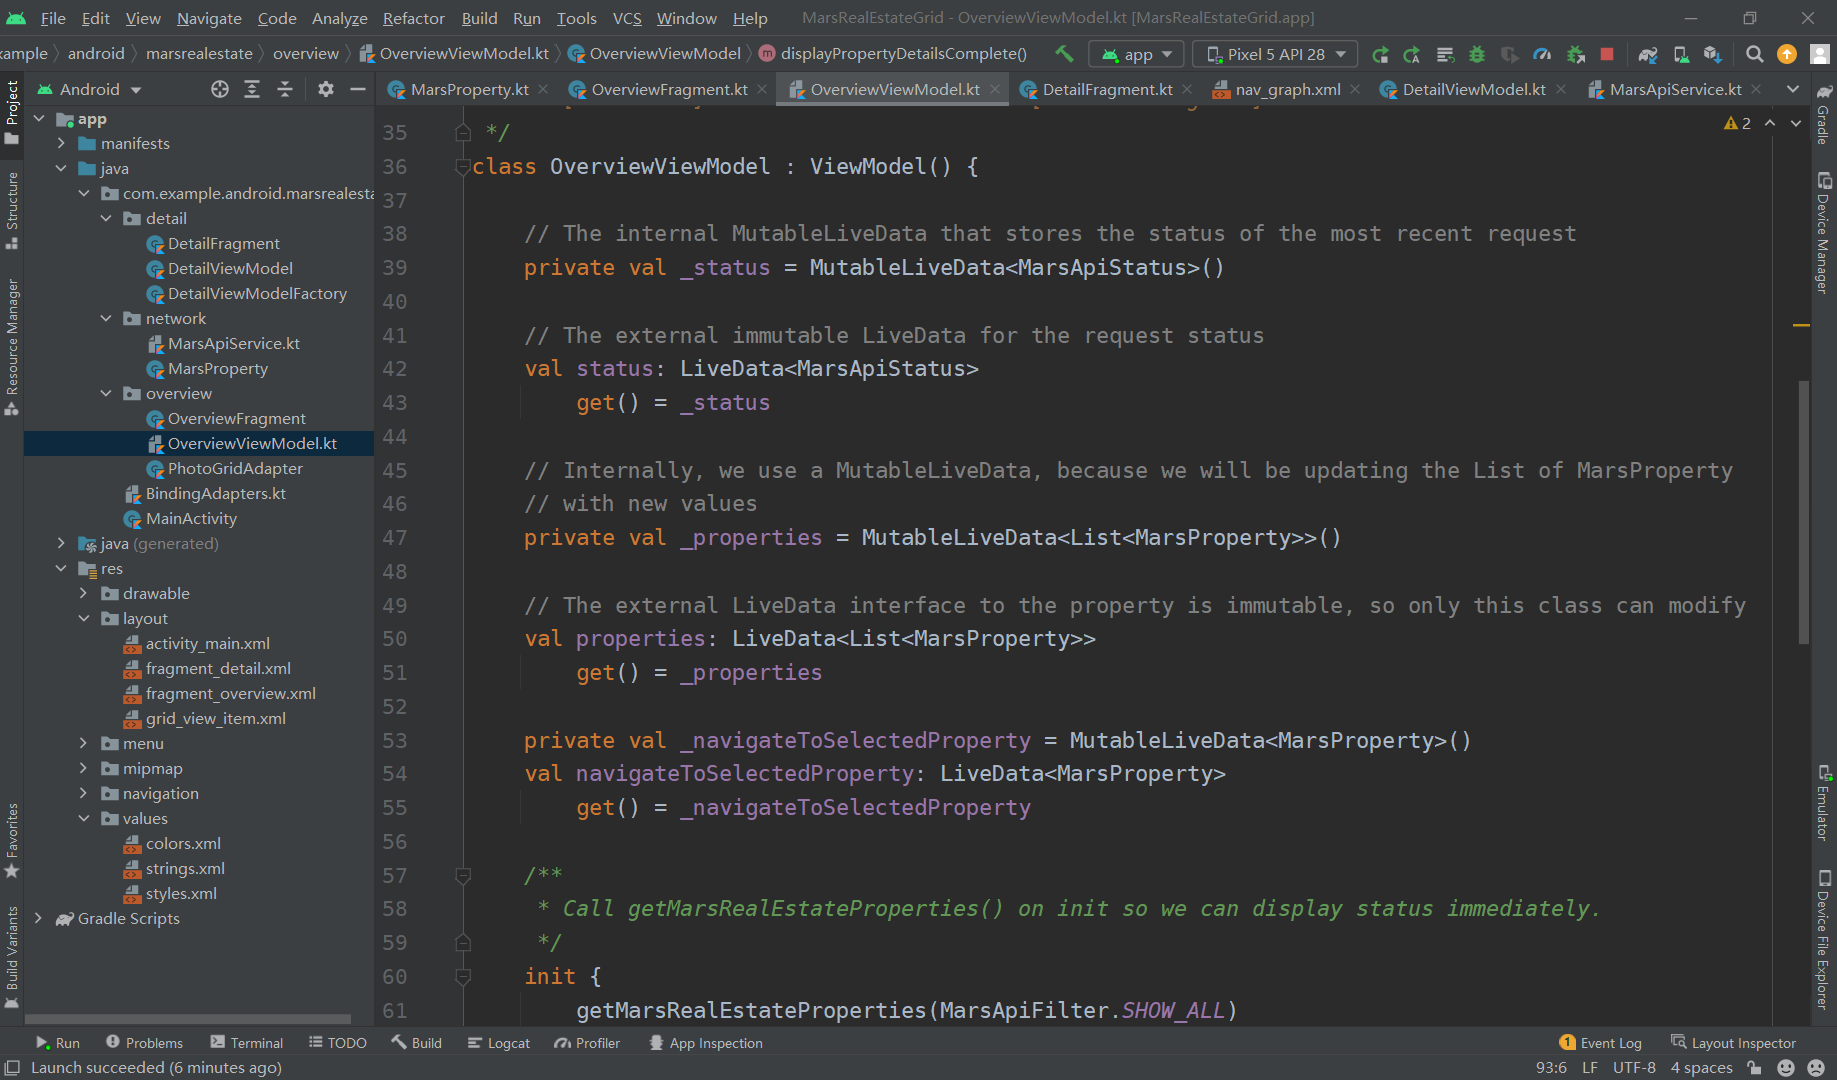 File Edit View Navigate Code Analyze Refactor Build Run Tools VCS Window Help MarsRealEstateGrid - OverviewViewModel.kt [MarsRealEstateGrid.app]
xample android marsrealestate overview OverviewViewModel.kt OverviewViewModel displayPropertyDetailsComplete() app Pixel 5 API 28
Android MarsProperty.kt OverviewFragment.kt OverviewViewModel.kt DetailFragment.kt nav_graph.xml DetailViewModel.kt MarsApiService.kt
Project
Structure
Resource Manager
Favorites
Build Variants
app
manifests
java
com.example.android.marsrealesta
detail
DetailFragment
DetailViewModel
DetailViewModelFactory
network
MarsApiService.kt
MarsProperty
overview
OverviewFragment
OverviewViewModel.kt
PhotoGridAdapter
BindingAdapters.kt
MainActivity
java (generated)
res
drawable
layout
activity_main.xml
fragment_detail.xml
fragment_overview.xml
grid_view_item.xml
menu
mipmap
navigation
values
colors.xml
strings.xml
styles.xml
Gradle Scripts
2
35 */
36 class OverviewViewModel : ViewModel() {
37
38 // The internal MutableLiveData that stores the status of the most recent request
39 private val _status = MutableLiveData<MarsApiStatus>()
40
41 // The external immutable LiveData for the request status
42 val status: LiveData<MarsApiStatus>
43 get() = _status
44
45 // Internally, we use a MutableLiveData, because we will be updating the List of MarsProperty
46 // with new values
47 private val _properties = MutableLiveData<List<MarsProperty>>()
48
49 // The external LiveData interface to the property is immutable, so only this class can modify
50 val properties: LiveData<List<MarsProperty>>
51 get() = _properties
52
53 private val _navigateToSelectedProperty = MutableLiveData<MarsProperty>()
54 val navigateToSelectedProperty: LiveData<MarsProperty>
55 get() = _navigateToSelectedProperty
56
57 /**
58 * Call getMarsRealEstateProperties() on init so we can display status immediately.
59 */
60 init {
61 getMarsRealEstateProperties(MarsApiFilter.SHOW_ALL)
Gradle
Device Manager
Emulator
Device File Explorer
Run Problems Terminal TODO Build Logcat Profiler App Inspection 1 Event Log Layout Inspector
Launch succeeded (6 minutes ago) 93:6 LF UTF-8 4 spaces